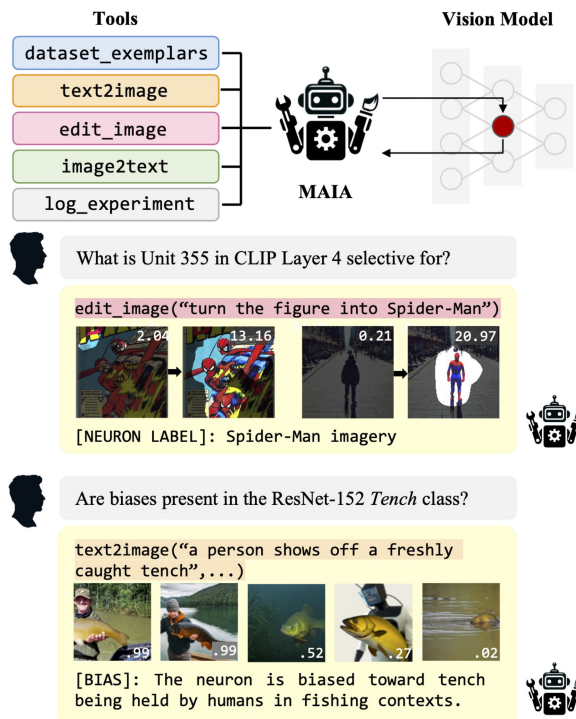 Tools
Vision Model
dataset_exemplars
text2image
edit_image
image2text
log_experiment
MAIA
What is Unit 355 in CLIP Layer 4 selective for?
edit_image(“turn the figure into Spider-Man”)
2.04
13.16
0.21
20.97
[NEURON LABEL]: Spider-Man imagery
Are biases present in the ResNet-152 Tench class?
text2image(“a person shows off a freshly
caught tench”,...)
.99
.99
.52
.27
.02
[BIAS]: The neuron is biased toward tench
being held by humans in fishing contexts.